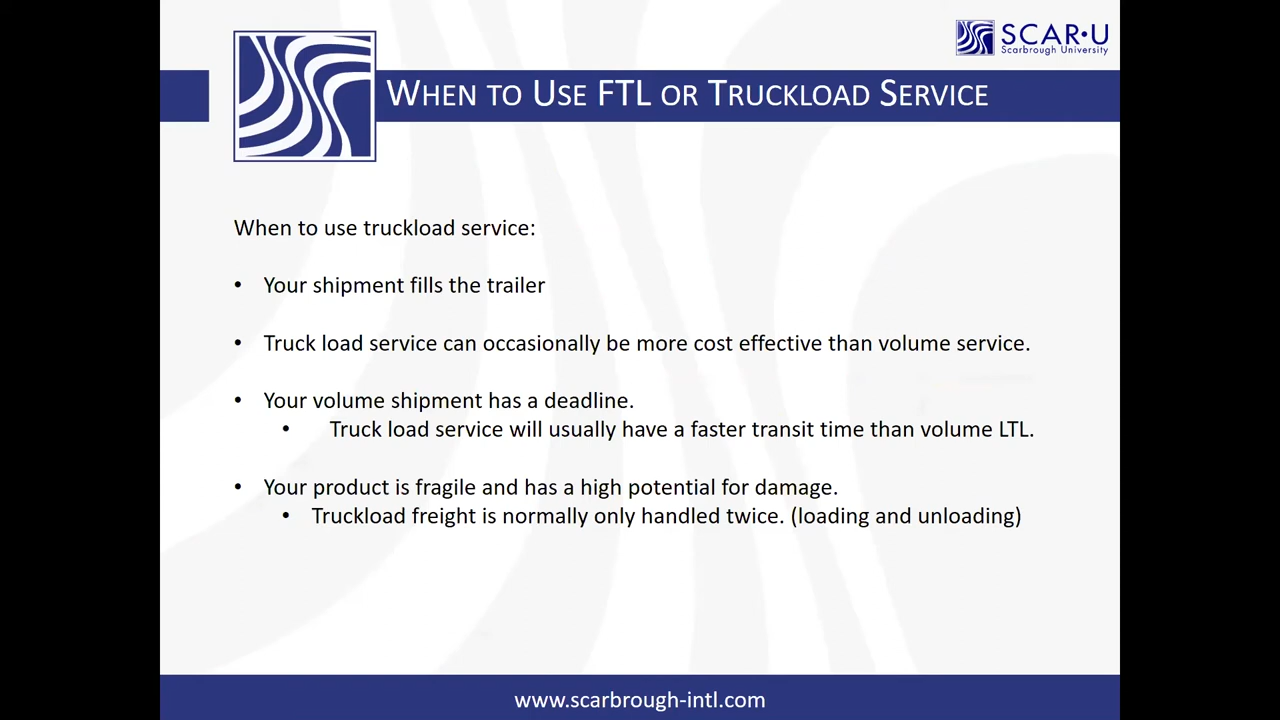 SCAR•U
Scarbrough University
When to Use FTL or Truckload Service
When to use truckload service:
• Your shipment fills the trailer
• Truck load service can occasionally be more cost effective than volume service.
• Your volume shipment has a deadline.
• Truck load service will usually have a faster transit time than volume LTL.
• Your product is fragile and has a high potential for damage.
• Truckload freight is normally only handled twice. (loading and unloading)
www.scarbrough-intl.com